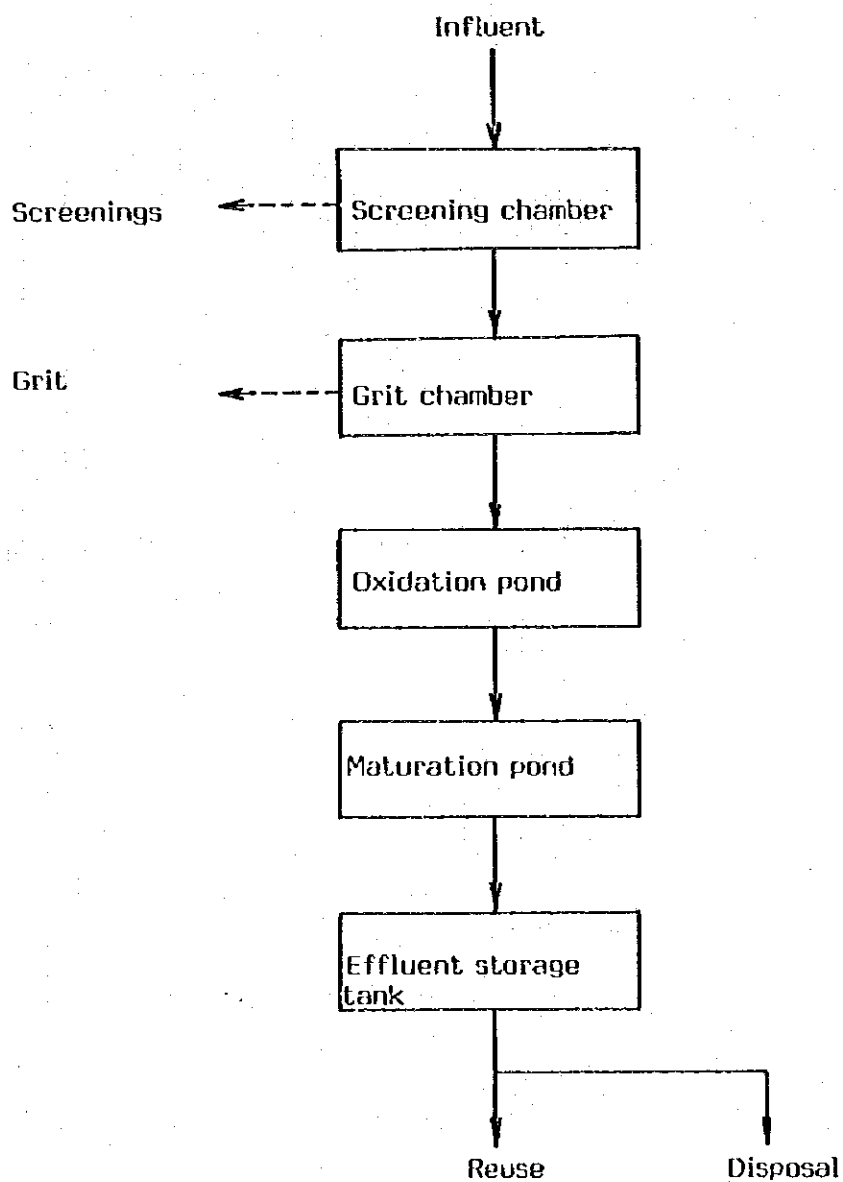 Influent
Screenings
Screening chamber
Grit
Grit chamber
Oxidation pond
Maturation pond
Effluent storage
tank
Reuse
Disposal